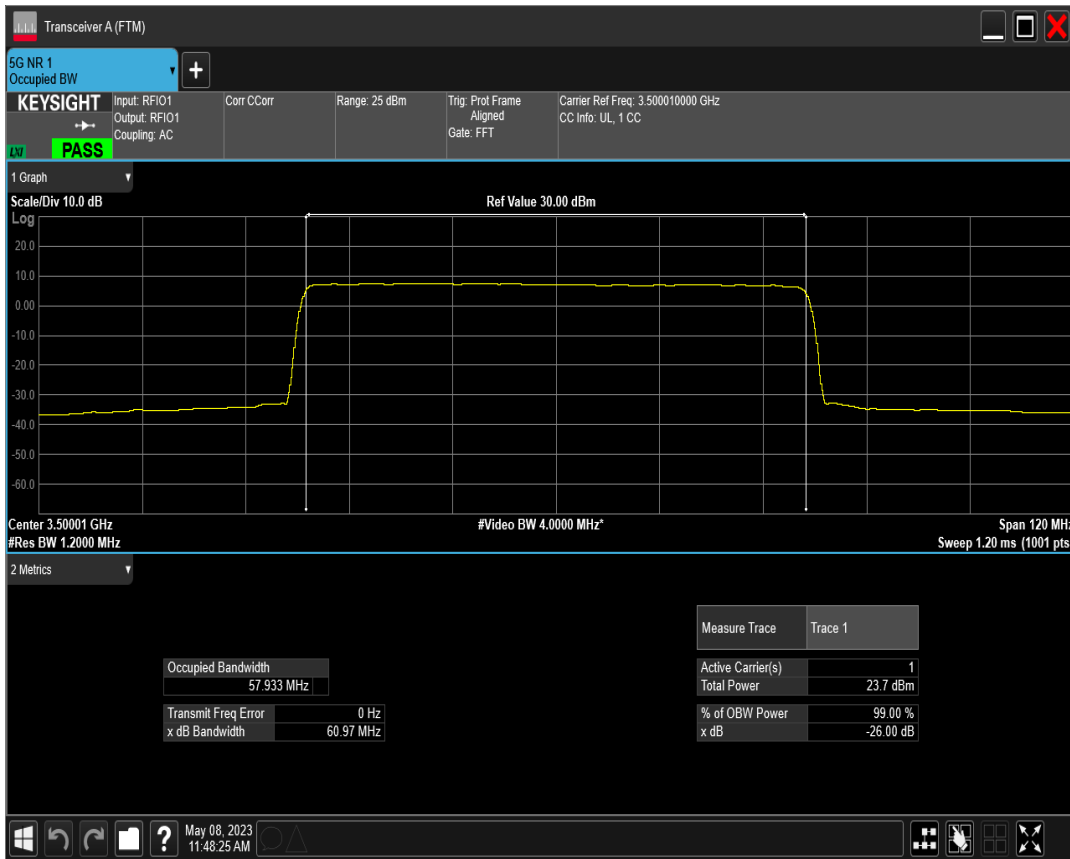 Transceiver A (FTM)
5G NR 1
Occupied BW
KEYSIGHT
LXI
PASS
Input: RFIO1
Output: RFIO1
Coupling: AC
Corr CCorr
Range: 25 dBm
Trig: Prot Frame
Aligned
Gate: FFT
Carrier Ref Freq: 3.500010000 GHz
CC Info: UL, 1 CC
1 Graph
Scale/Div 10.0 dB
Ref Value 30.00 dBm
Log
20.0
10.0
0.00
-10.0
-20.0
-30.0
-40.0
-50.0
-60.0
Center 3.50001 GHz
#Video BW 4.0000 MHz*
Span 120 MHz
#Res BW 1.2000 MHz
Sweep 1.20 ms (1001 pts
2 Metrics
Measure Trace Trace 1
Occupied Bandwidth
57.933 MHz
Active Carrier(s) 1
Total Power 23.7 dBm
Transmit Freq Error 0 Hz
x dB Bandwidth 60.97 MHz
% of OBW Power 99.00 %
x dB -26.00 dB
?
May 08, 2023
11:48:25 AM